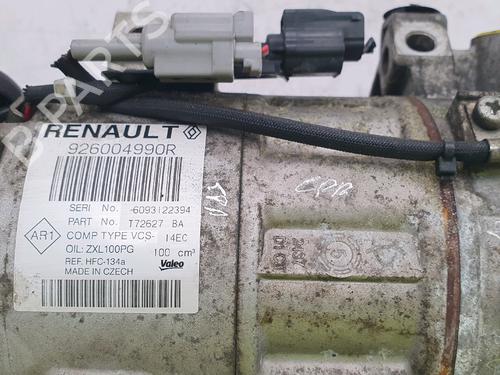 RENAULT
926004990R
SERI No. -6093122394
PART No. T72627 BA
COMP TYPE VCS- 14EC
AR1
OIL: ZXL100PG 100 cm³
REF. HFC-134a
MADE IN CZECH Valeo
B-PARTS